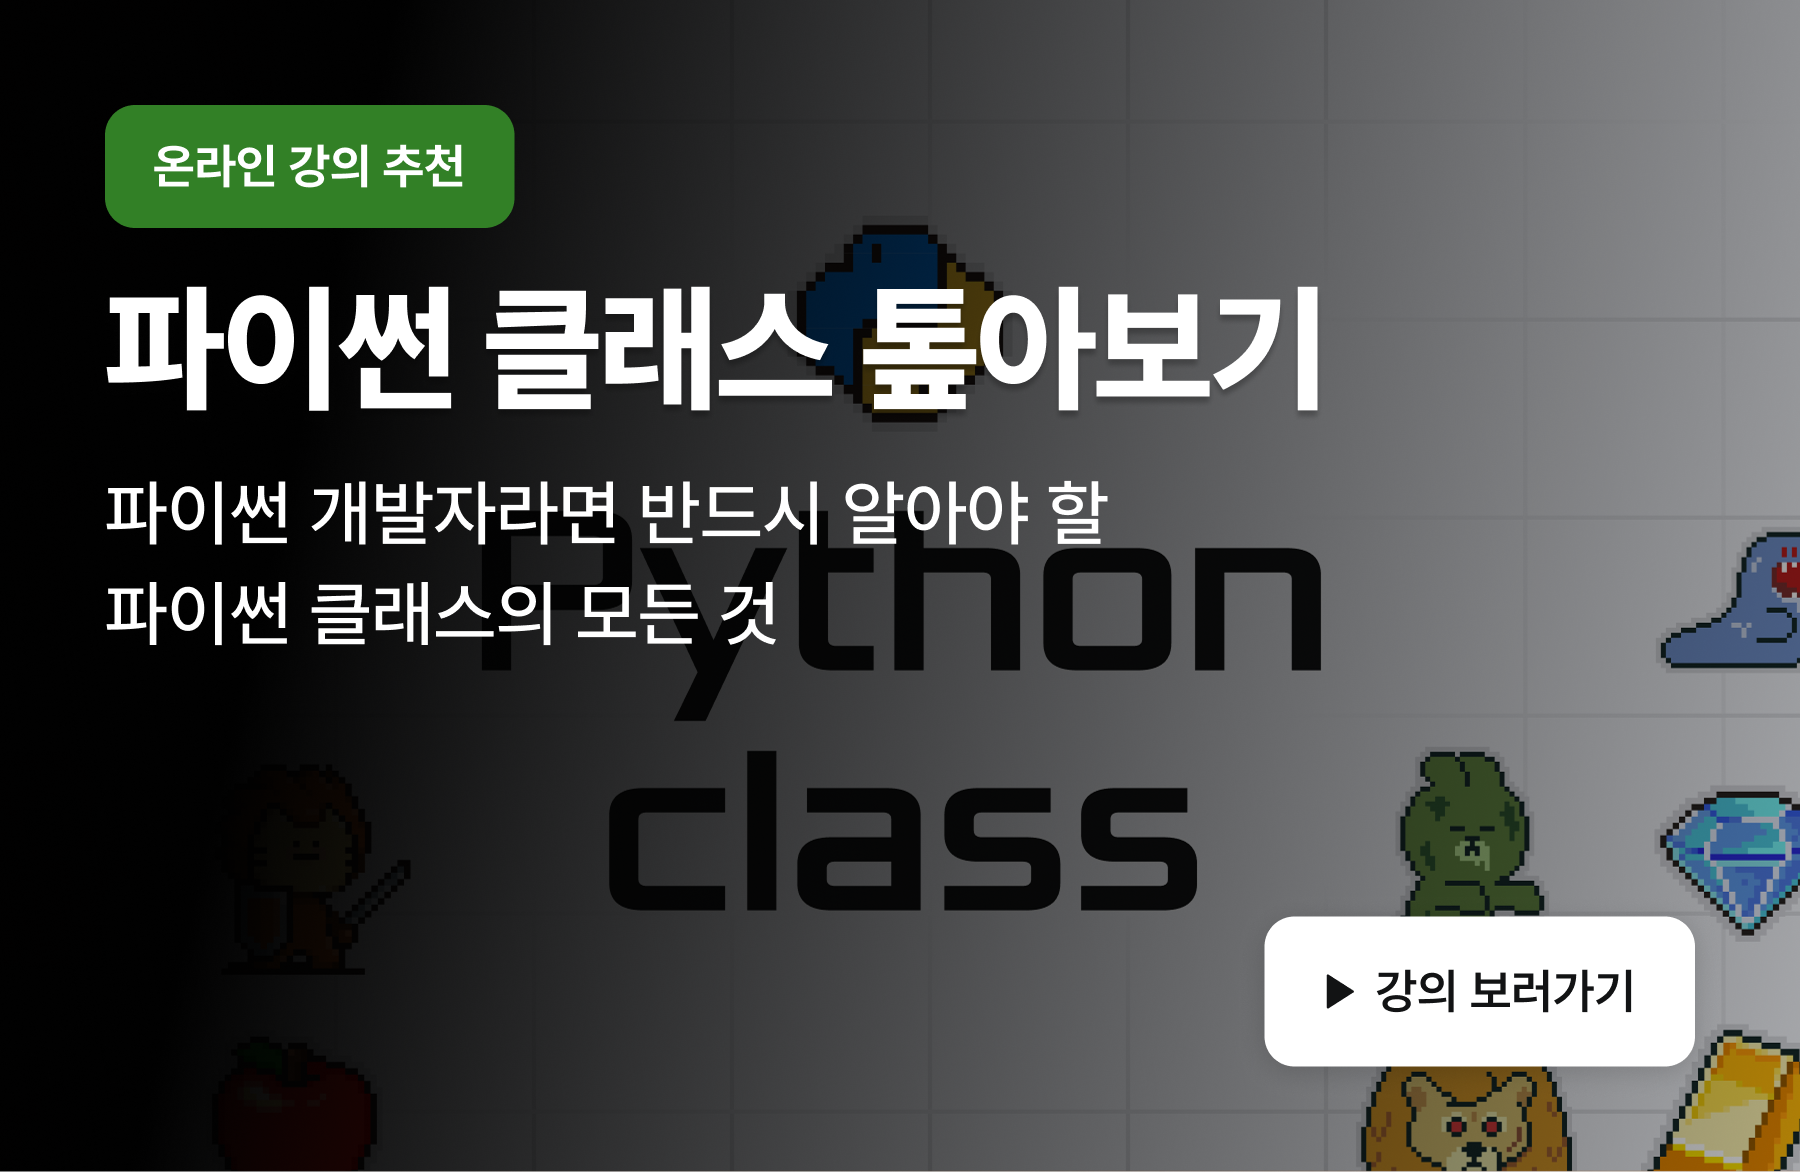 온라인 강의 추천
파이썬 클래스 톺아보기
파이썬 개발자라면 반드시 알아야 할
파이썬 클래스의 모든 것
Python
class
▶ 강의 보러가기